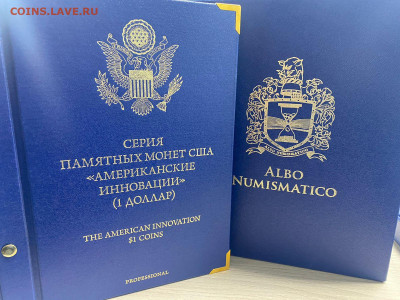 COINS.LAVE.RU
СЕРИЯ
ПАМЯТНЫХ МОНЕТ США
«АМЕРИКАНСКИЕ
ИННОВАЦИИ»
(1 ДОЛЛАР)
THE AMERICAN INNOVATION
$1 COINS
PROFESSIONAL
ALBO
NUMISMATICO